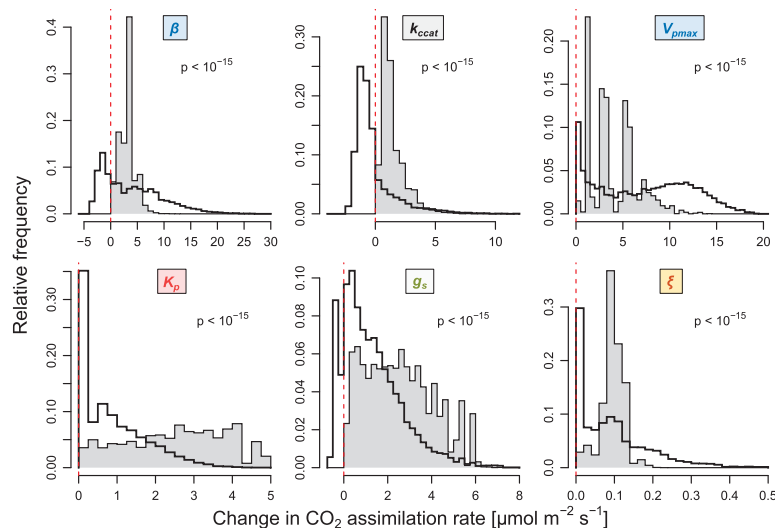 β
k_ccat
V_pmax
p < 10⁻¹⁵
p < 10⁻¹⁵
p < 10⁻¹⁵
0.0 0.1 0.2 0.3 0.4
0.00 0.10 0.20 0.30
0.00 0.05 0.10 0.15 0.20
-5 0 5 10 15 20 25 30
0 5 10
0 5 10 15 20
Relative frequency
K_p
g_s
ξ
p < 10⁻¹⁵
p < 10⁻¹⁵
p < 10⁻¹⁵
0.00 0.10 0.20 0.30
0.00 0.02 0.04 0.06 0.08 0.10
0.0 0.1 0.2 0.3
0 1 2 3 4 5
0 2 4 6 8
0.0 0.1 0.2 0.3 0.4 0.5
Change in CO₂ assimilation rate [µmol m⁻² s⁻¹]